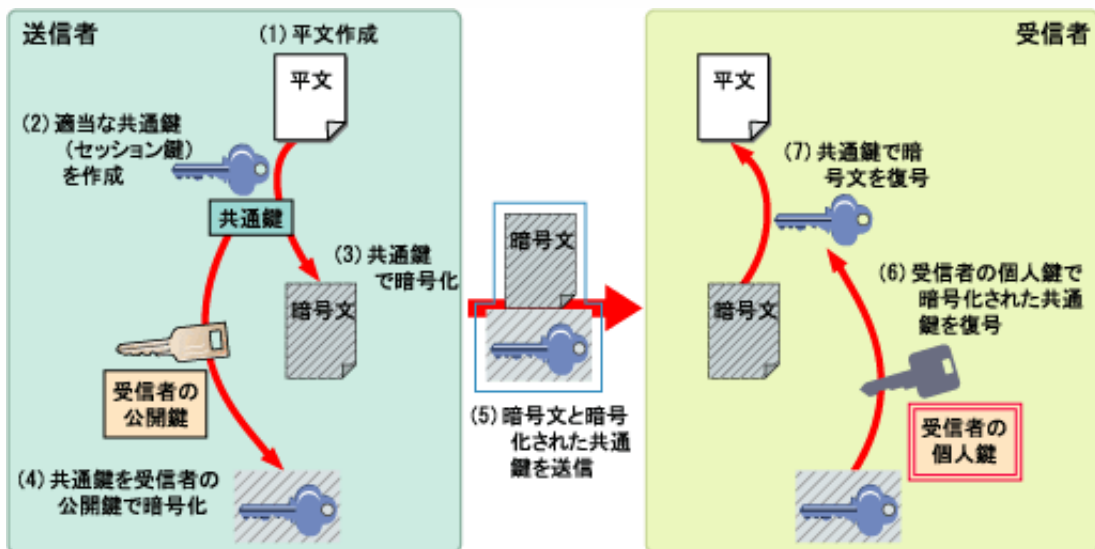 送信者
(1) 平文作成
平文
(2) 適当な共通鍵
(セッション鍵)
を作成
共通鍵
(3) 共通鍵
で暗号化
暗号文
受信者の
公開鍵
(4) 共通鍵を受信者の
公開鍵で暗号化
暗号文
(5) 暗号文と暗号
化された共通
鍵を送信
受信者
平文
(7) 共通鍵で暗
号文を復号
暗号文
(6) 受信者の個人鍵で
暗号化された共通
鍵を復号
受信者の
個人鍵